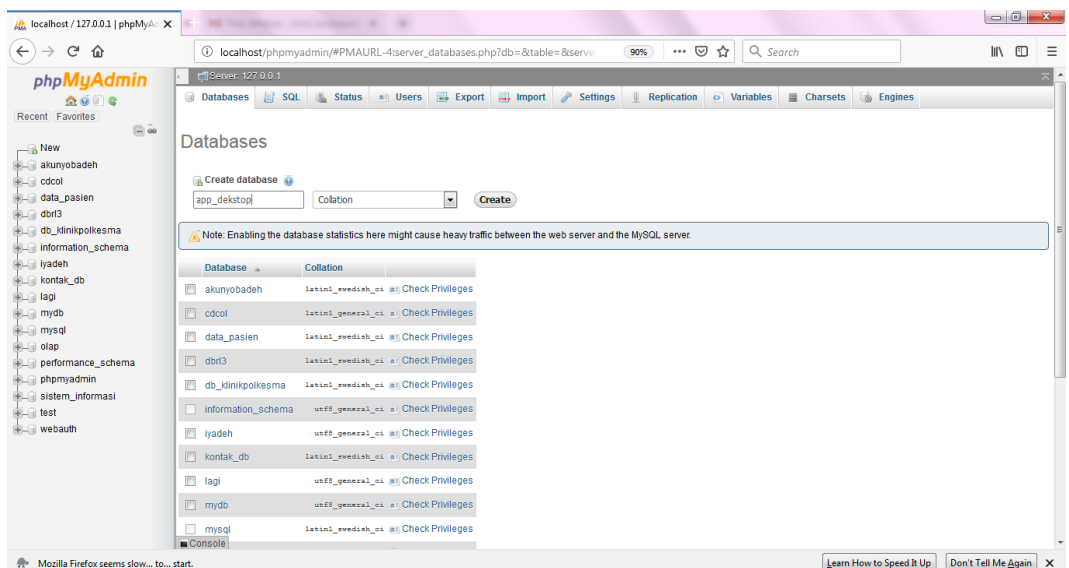 localhost / 127.0.0.1 | phpMyAd
localhost/phpmyadmin/#PMAURL-4:server_databases.php?db=&table=&serve
90%
Search
phpMyAdmin
Recent Favorites
New
akunyobadeh
cdcol
data_pasien
dbrl3
db_klinikpolkesma
information_schema
iyadeh
kontak_db
lagi
mydb
mysql
olap
performance_schema
phpmyadmin
sistem_informasi
test
webauth
Server: 127.0.0.1
Databases SQL Status Users Export Import Settings Replication Variables Charsets Engines
Databases
Create database
app_dekstop Collation Create
Note: Enabling the database statistics here might cause heavy traffic between the web server and the MySQL server.
Database Collation
akunyobadeh latin1_swedish_ci Check Privileges
cdcol latin1_general_ci Check Privileges
data_pasien latin1_swedish_ci Check Privileges
dbrl3 latin1_swedish_ci Check Privileges
db_klinikpolkesma latin1_swedish_ci Check Privileges
information_schema utf8_general_ci Check Privileges
iyadeh utf8_general_ci Check Privileges
kontak_db latin1_swedish_ci Check Privileges
lagi utf8_general_ci Check Privileges
mydb utf8_general_ci Check Privileges
mysql latin1_swedish_ci Check Privileges
Console
Mozilla Firefox seems slow... to... start.
Learn How to Speed It Up Don't Tell Me Again